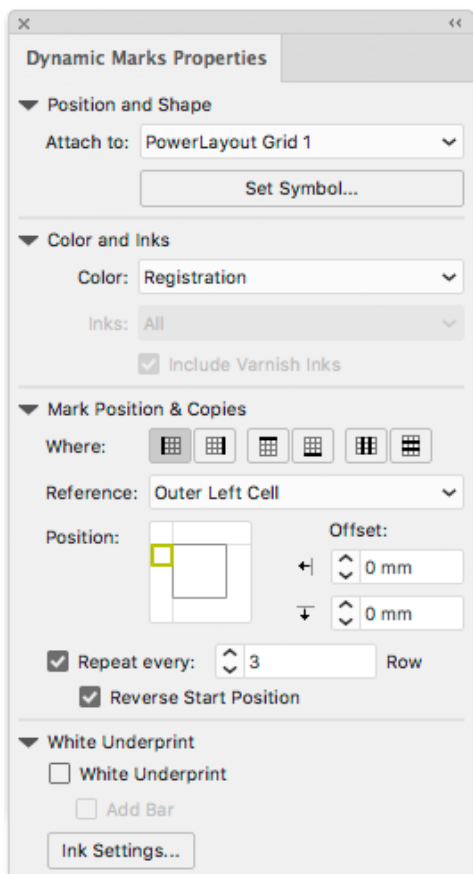 Dynamic Marks Properties
Position and Shape
Attach to: PowerLayout Grid 1
Set Symbol...
Color and Inks
Color: Registration
Inks: All
Include Varnish Inks
Mark Position & Copies
Where:
Reference: Outer Left Cell
Position: Offset:
0 mm
0 mm
Repeat every: 3 Row
Reverse Start Position
White Underprint
White Underprint
Add Bar
Ink Settings...